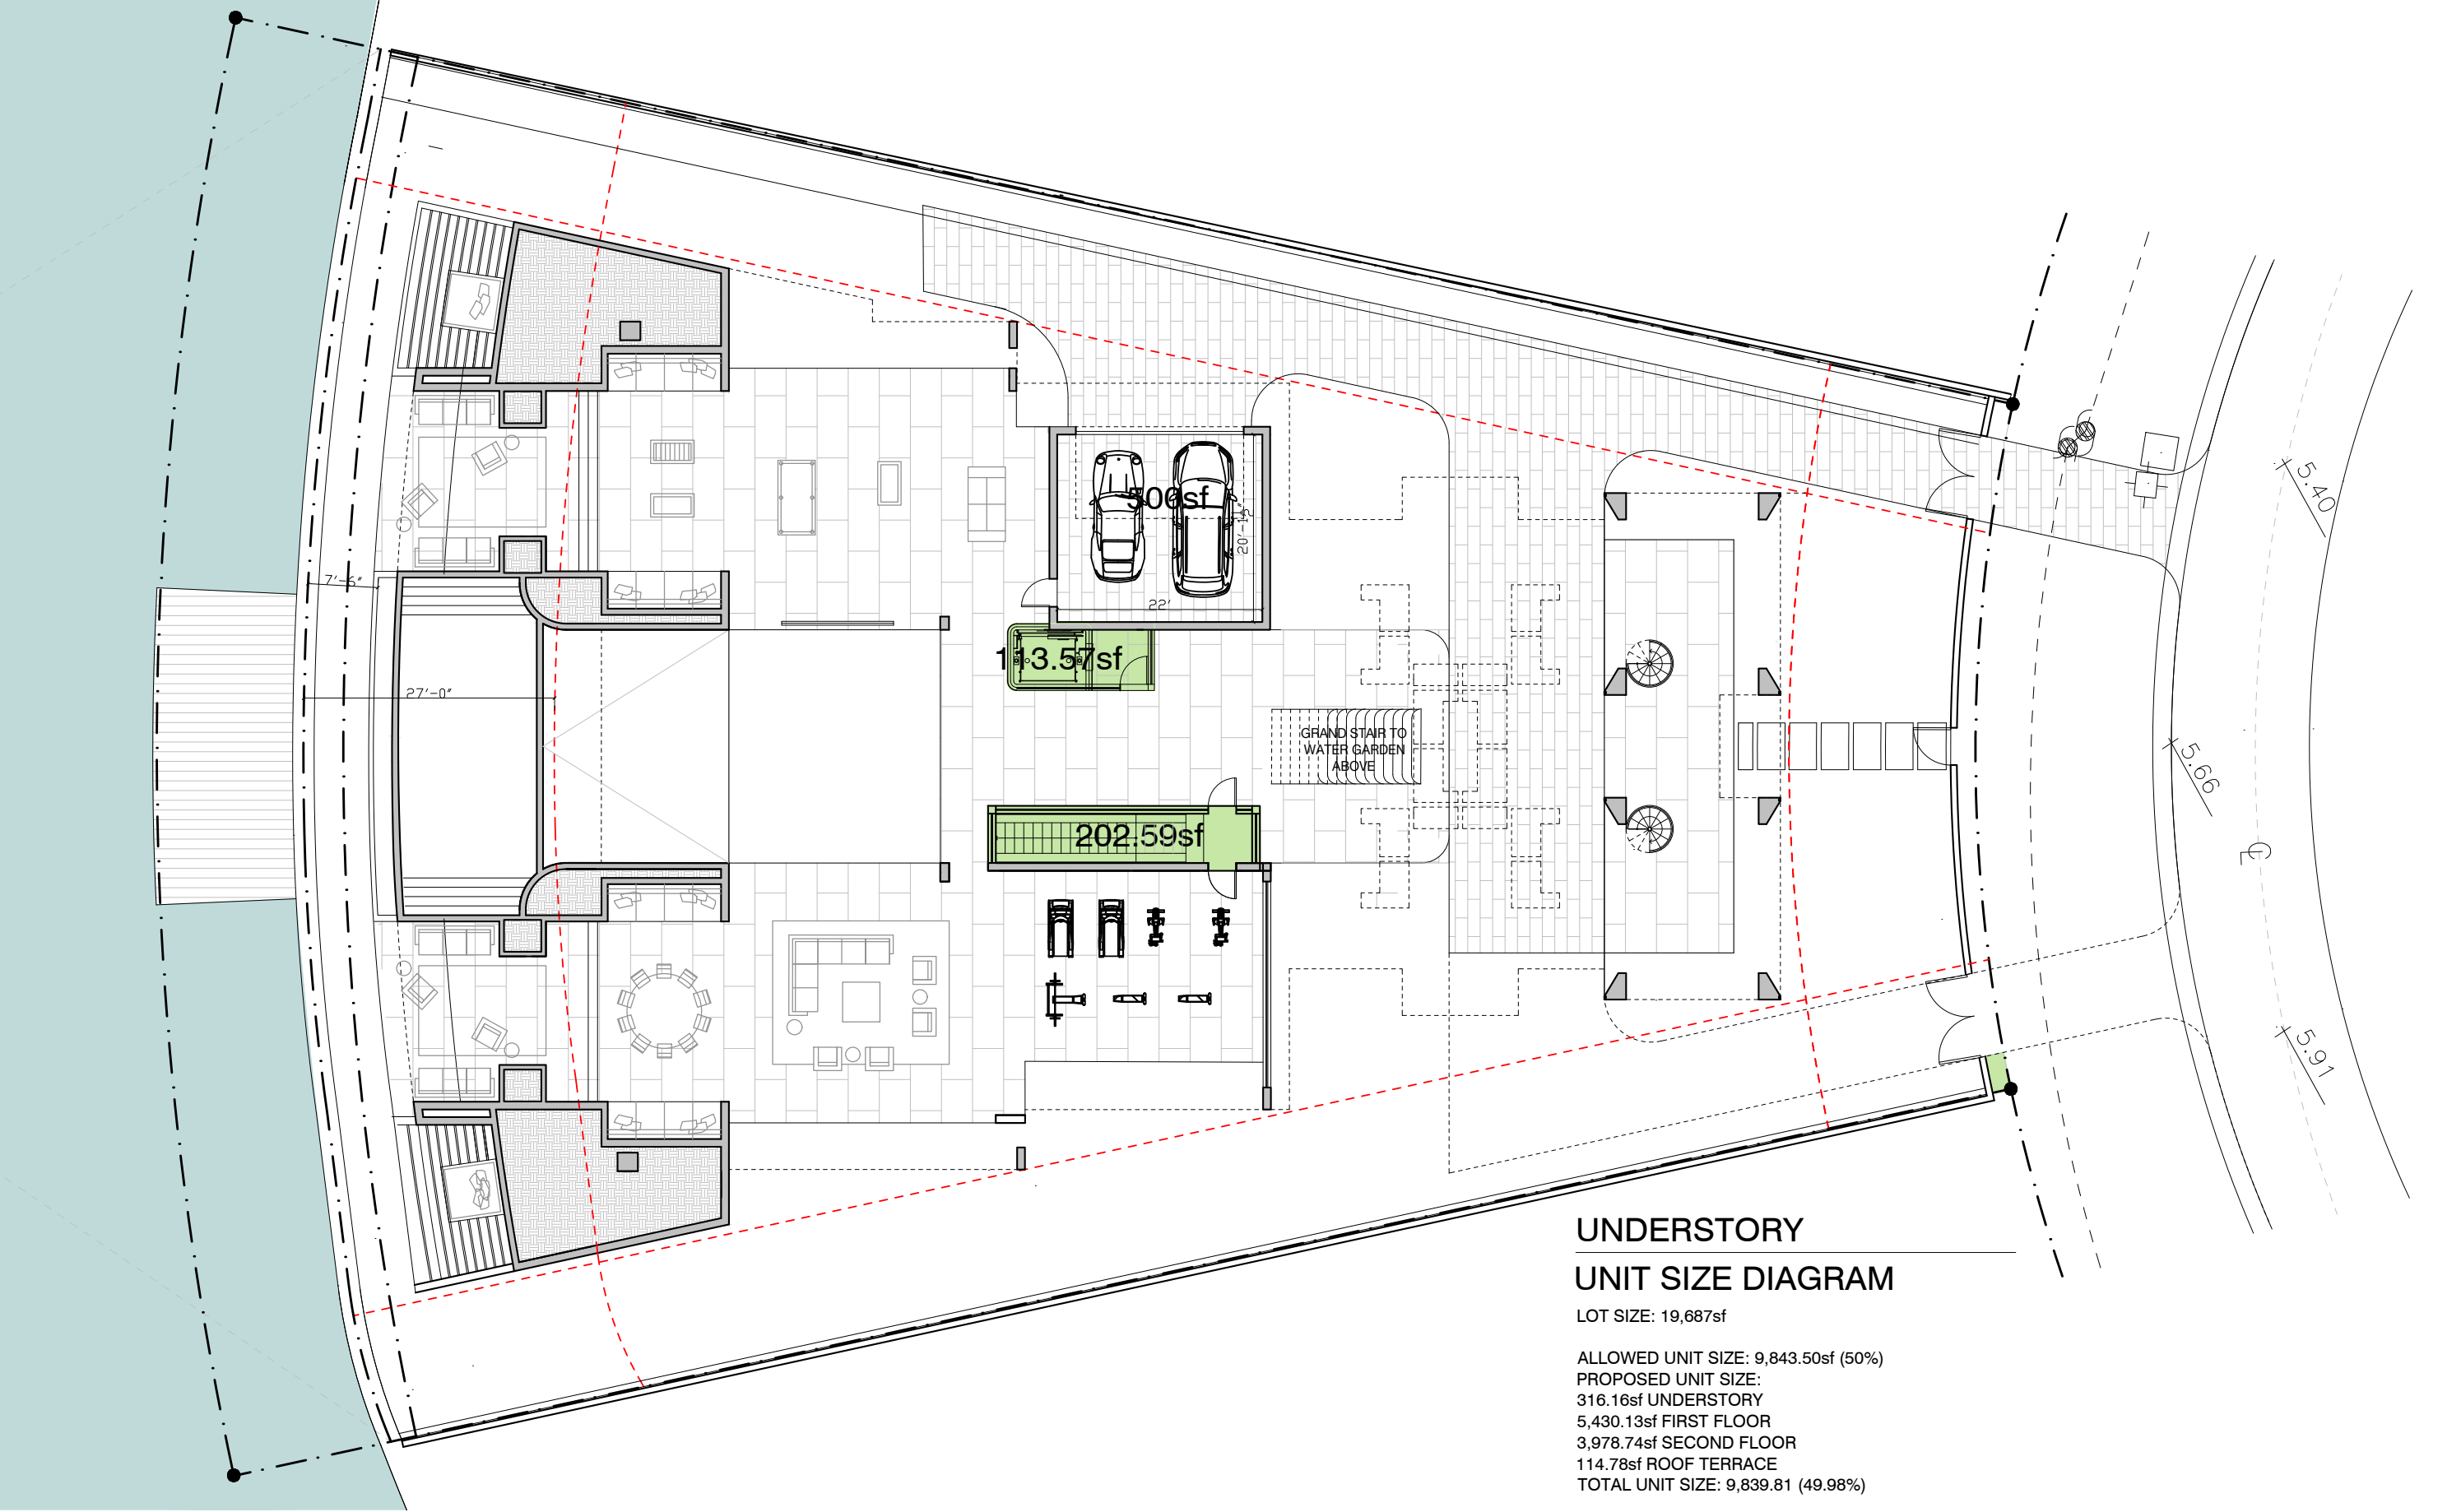 5.40
500sf
20'-1½"
7'-6"
22'
113.57sf
27'-0"
GRAND STAIR TO
WATER GARDEN
ABOVE
5.66
202.59sf
5.91
UNDERSTORY
UNIT SIZE DIAGRAM
LOT SIZE: 19,687sf
ALLOWED UNIT SIZE: 9,843.50sf (50%)
PROPOSED UNIT SIZE:
316.16sf UNDERSTORY
5,430.13sf FIRST FLOOR
3,978.74sf SECOND FLOOR
114.78sf ROOF TERRACE
TOTAL UNIT SIZE: 9,839.81 (49.98%)